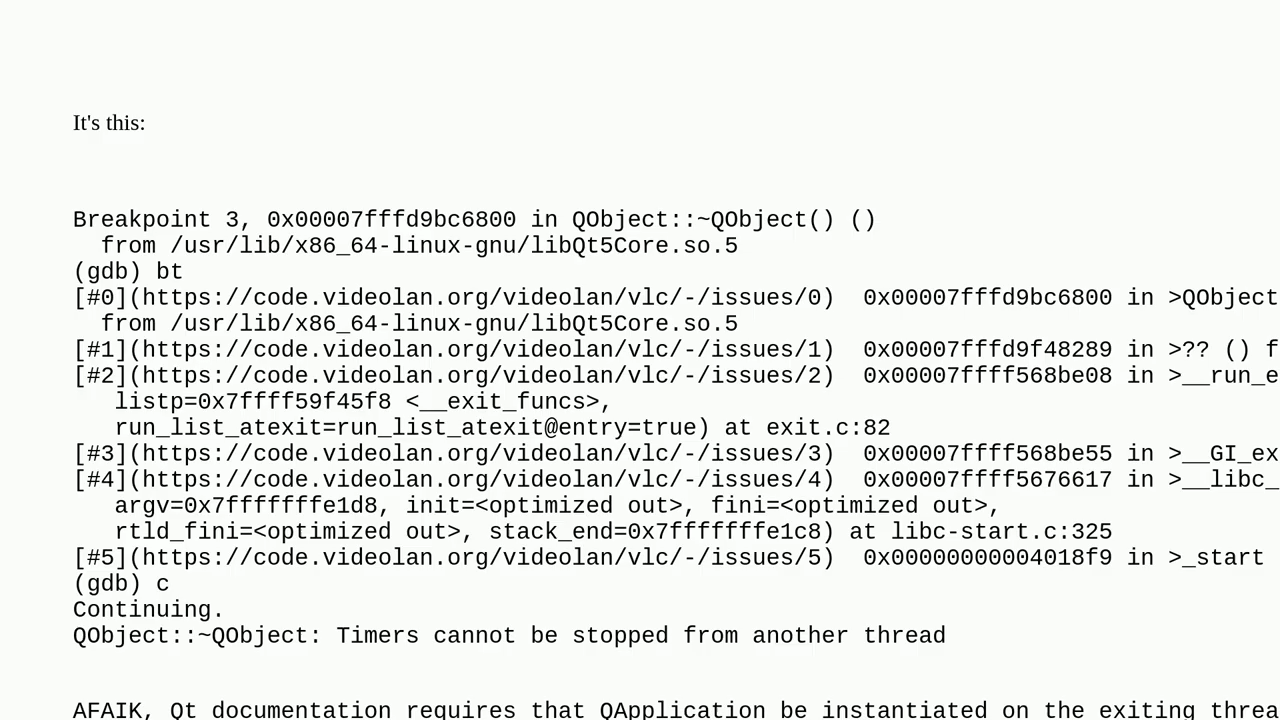 It's this:
Breakpoint 3, 0x00007fffd9bc6800 in QObject::~QObject() ()
  from /usr/lib/x86_64-linux-gnu/libQt5Core.so.5
(gdb) bt
[#0](https://code.videolan.org/videolan/vlc/-/issues/0)  0x00007fffd9bc6800 in >QObject
  from /usr/lib/x86_64-linux-gnu/libQt5Core.so.5
[#1](https://code.videolan.org/videolan/vlc/-/issues/1)  0x00007fffd9f48289 in >?? () f
[#2](https://code.videolan.org/videolan/vlc/-/issues/2)  0x00007ffff568be08 in >__run_e
   listp=0x7ffff59f45f8 <__exit_funcs>,
   run_list_atexit=run_list_atexit@entry=true) at exit.c:82
[#3](https://code.videolan.org/videolan/vlc/-/issues/3)  0x00007ffff568be55 in >__GI_ex
[#4](https://code.videolan.org/videolan/vlc/-/issues/4)  0x00007ffff5676617 in >__libc_
   argv=0x7fffffffe1d8, init=<optimized out>, fini=<optimized out>,
   rtld_fini=<optimized out>, stack_end=0x7fffffffe1c8) at libc-start.c:325
[#5](https://code.videolan.org/videolan/vlc/-/issues/5)  0x00000000004018f9 in >_start
(gdb) c
Continuing.
QObject::~QObject: Timers cannot be stopped from another thread
AFAIK, Qt documentation requires that QApplication be instantiated on the exiting threa